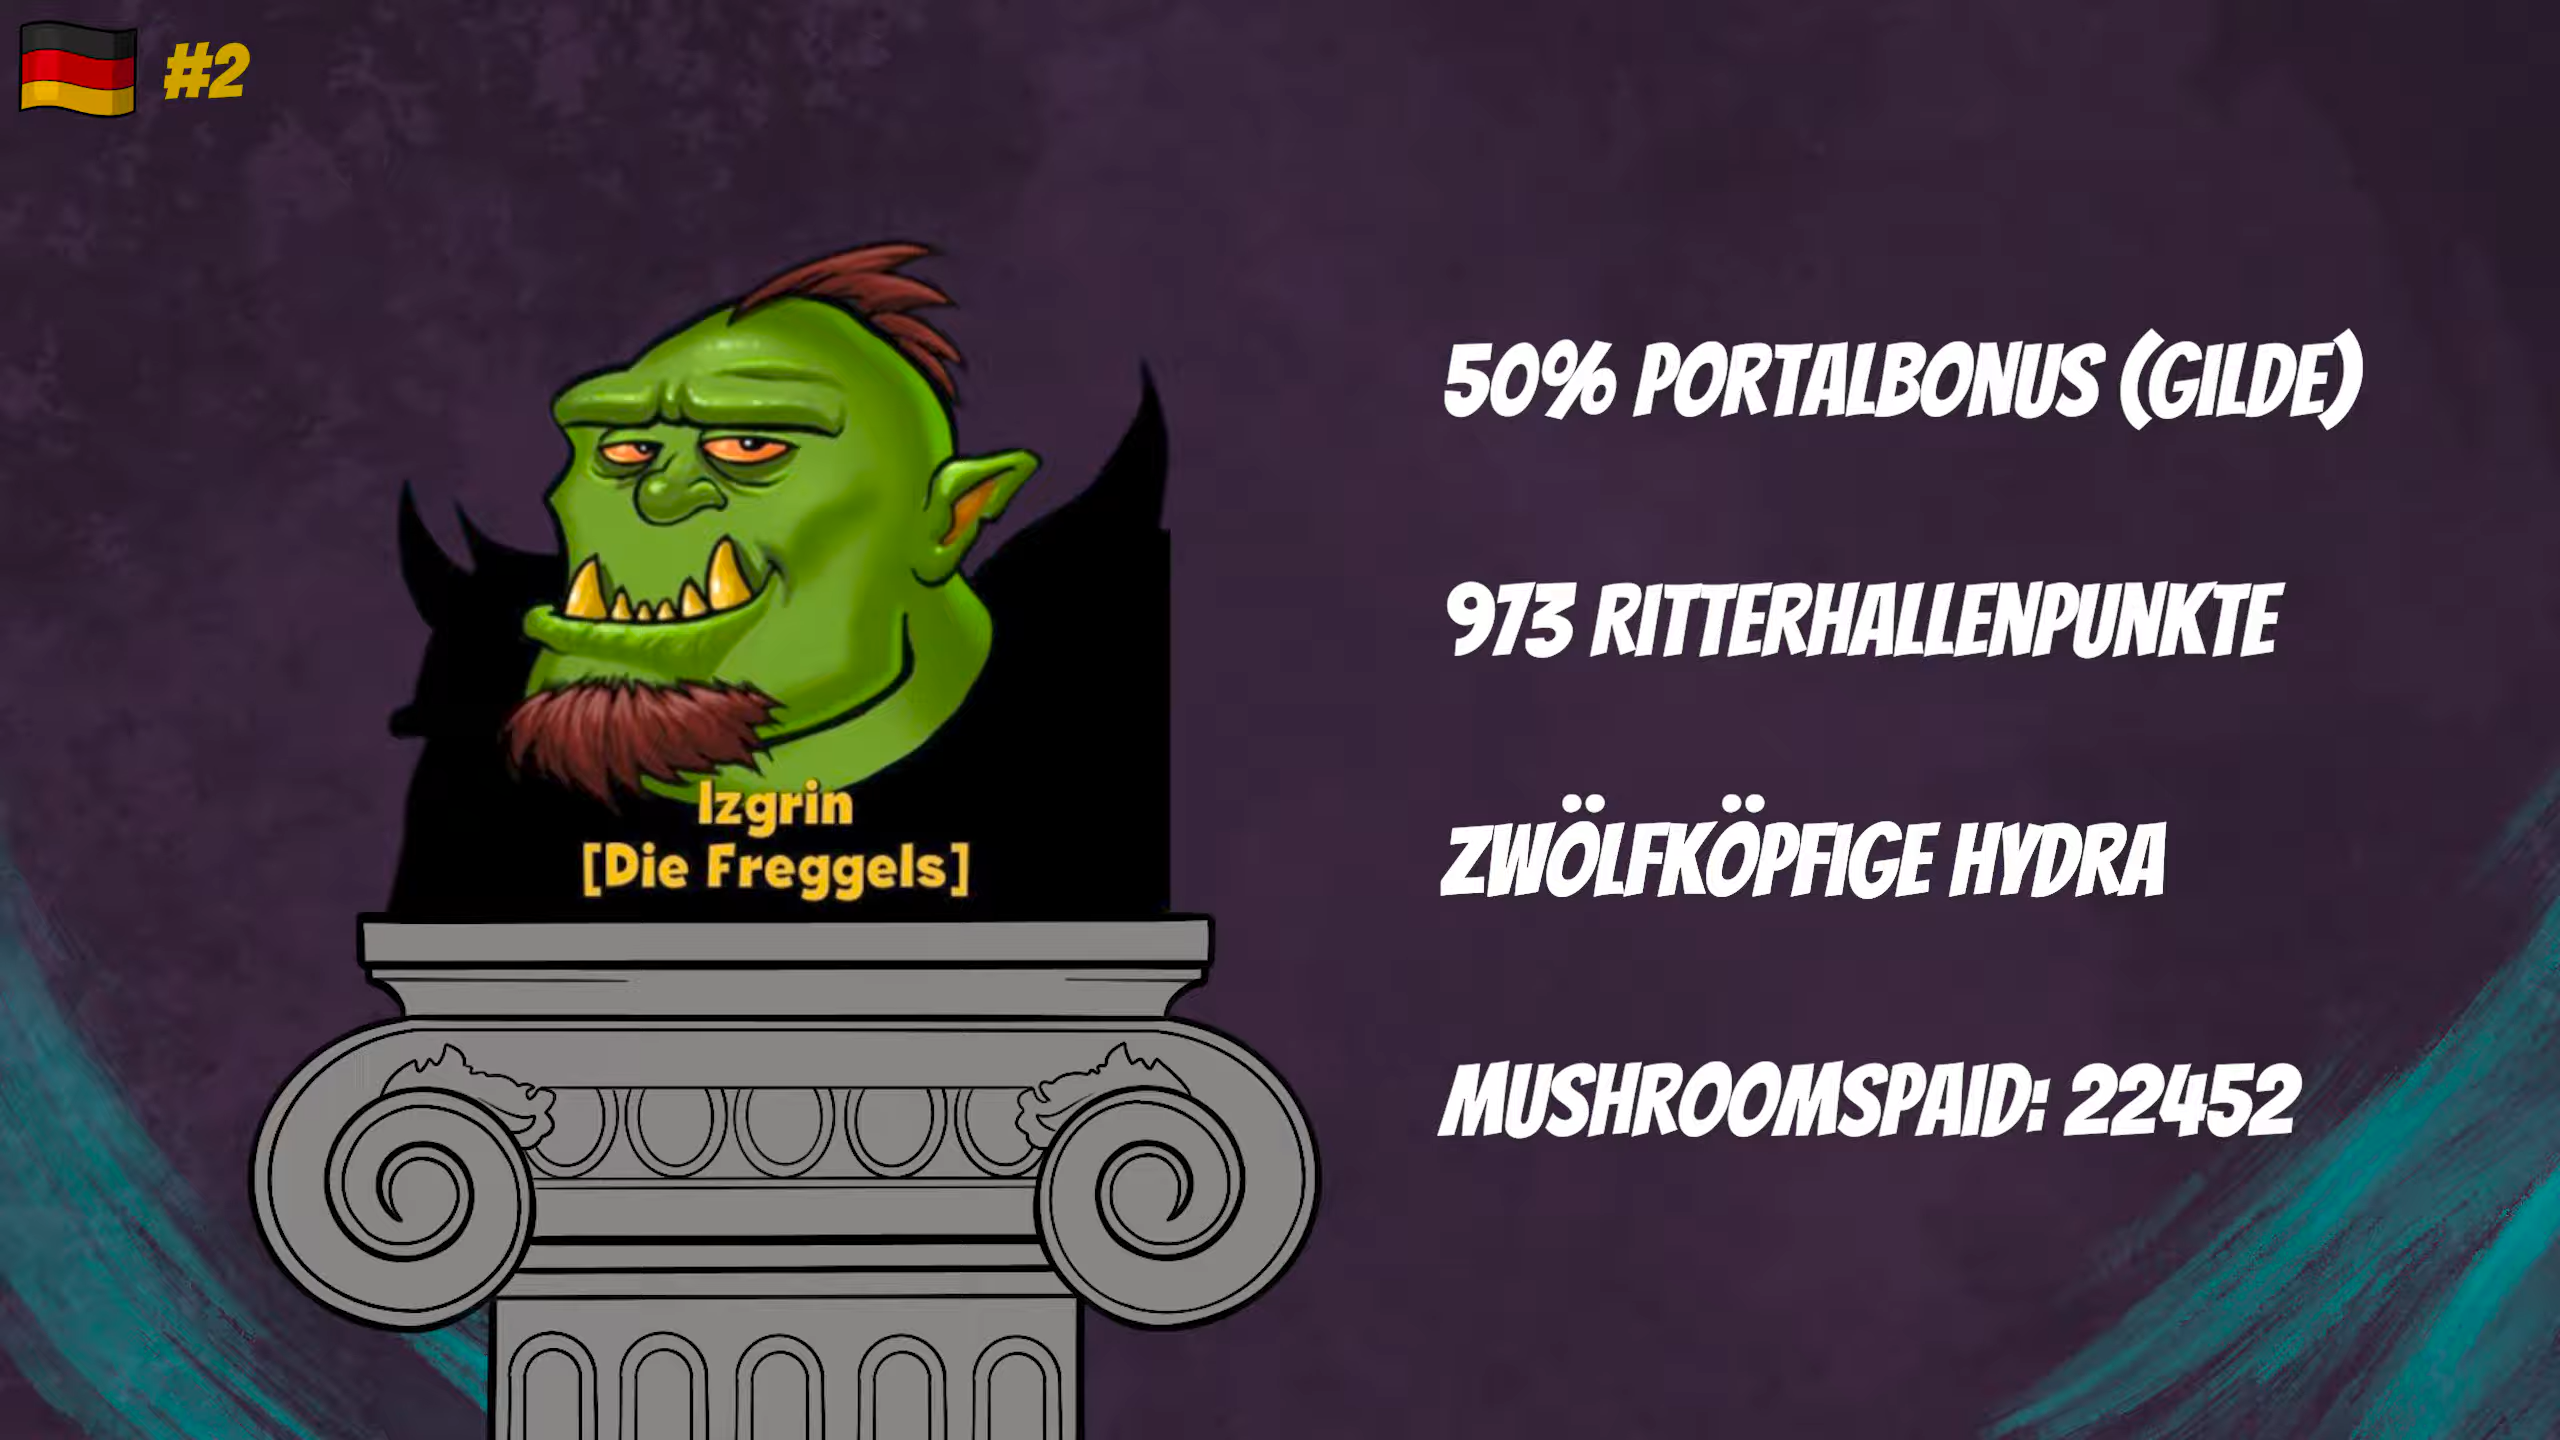 #2
50% PORTALBONUS (GILDE)
973 RITTERHALLENPUNKTE
ZWÖLFKÖPFIGE HYDRA
MUSHROOMSPAID: 22452
Izgrin
[Die Freggels]